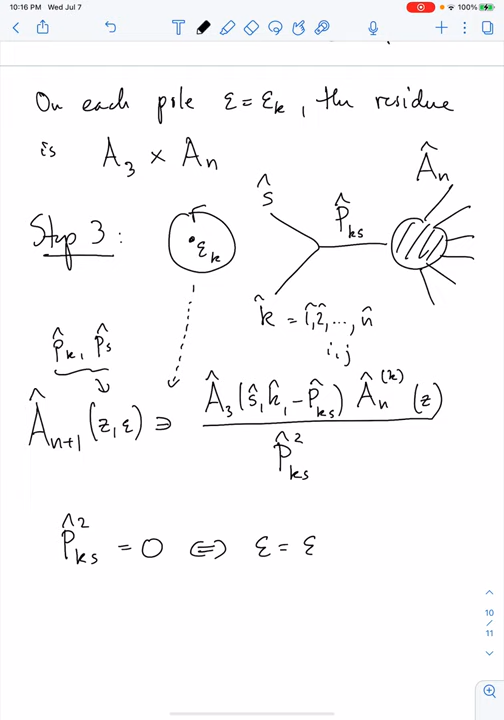 10:16 PM Wed Jul 7
100%
On each pole ε = ε_k, the residue
is A_3 × A_n
Step 3 :
ε_k
ŝ
P̂_ks
Â_n
k̂ = 1̂, 2̂, ..., n̂
i, j
p̂_k, p̂_s
Â_{n+1} (z, ε) ∋ Â_3 (ŝ, k̂, -P̂_ks) Â_n^{(k)} (z) / P̂_ks^2
P̂_ks^2 = 0 ⇔ ε = ε
10
/
11